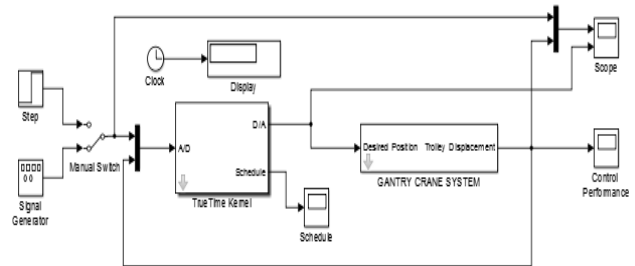 Step
Signal
Generator
Manual Switch
Clock
Display
A/D
D/A
Schedule
TrueTime Kernel
Schedule
Desired Position
Trolley Displacement
GANTRY CRANE SYSTEM
Scope
Control
Performance